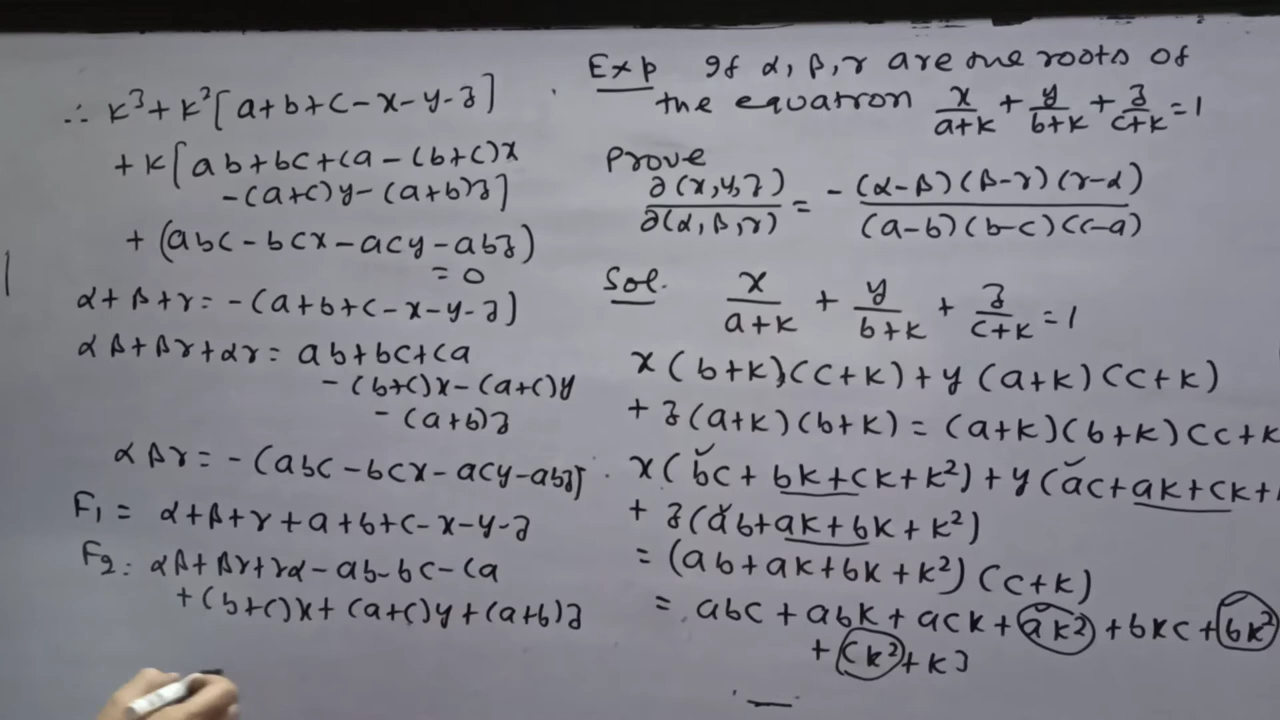 Exp If α, β, γ are the roots of
the equation x/(a+k) + y/(b+k) + z/(c+k) = 1
Prove
∂(x,y,z)/∂(α,β,γ) = - (α-β)(β-γ)(γ-α)/(a-b)(b-c)(c-a)
Sol. x/(a+k) + y/(b+k) + z/(c+k) = 1
x(b+k)(c+k) + y(a+k)(c+k)
+ z(a+k)(b+k) = (a+k)(b+k)(c+k
x(bc + bk+ck+k²) + y(ac+ak+ck+
+ z(ab+ak+bk+k²)
= (ab+ak+bk+k²)(c+k)
= abc + abk + ack + ak² + bkc + bk²
+ ck² + k3
∴ k³ + k²[a+b+c-x-y-z]
+ k[ab+bc+ca-(b+c)x
-(a+c)y-(a+b)z]
+ (abc-bcx-acy-abz)
= 0
α+β+γ = -(a+b+c-x-y-z)
αβ+βγ+αγ = ab+bc+ca
-(b+c)x-(a+c)y
-(a+b)z
αβγ = -(abc-bcx-acy-abz)
F₁ = α+β+γ+a+b+c-x-y-z
F₂: αβ+βγ+γα-ab-bc-ca
+(b+c)x+(a+c)y+(a+b)z